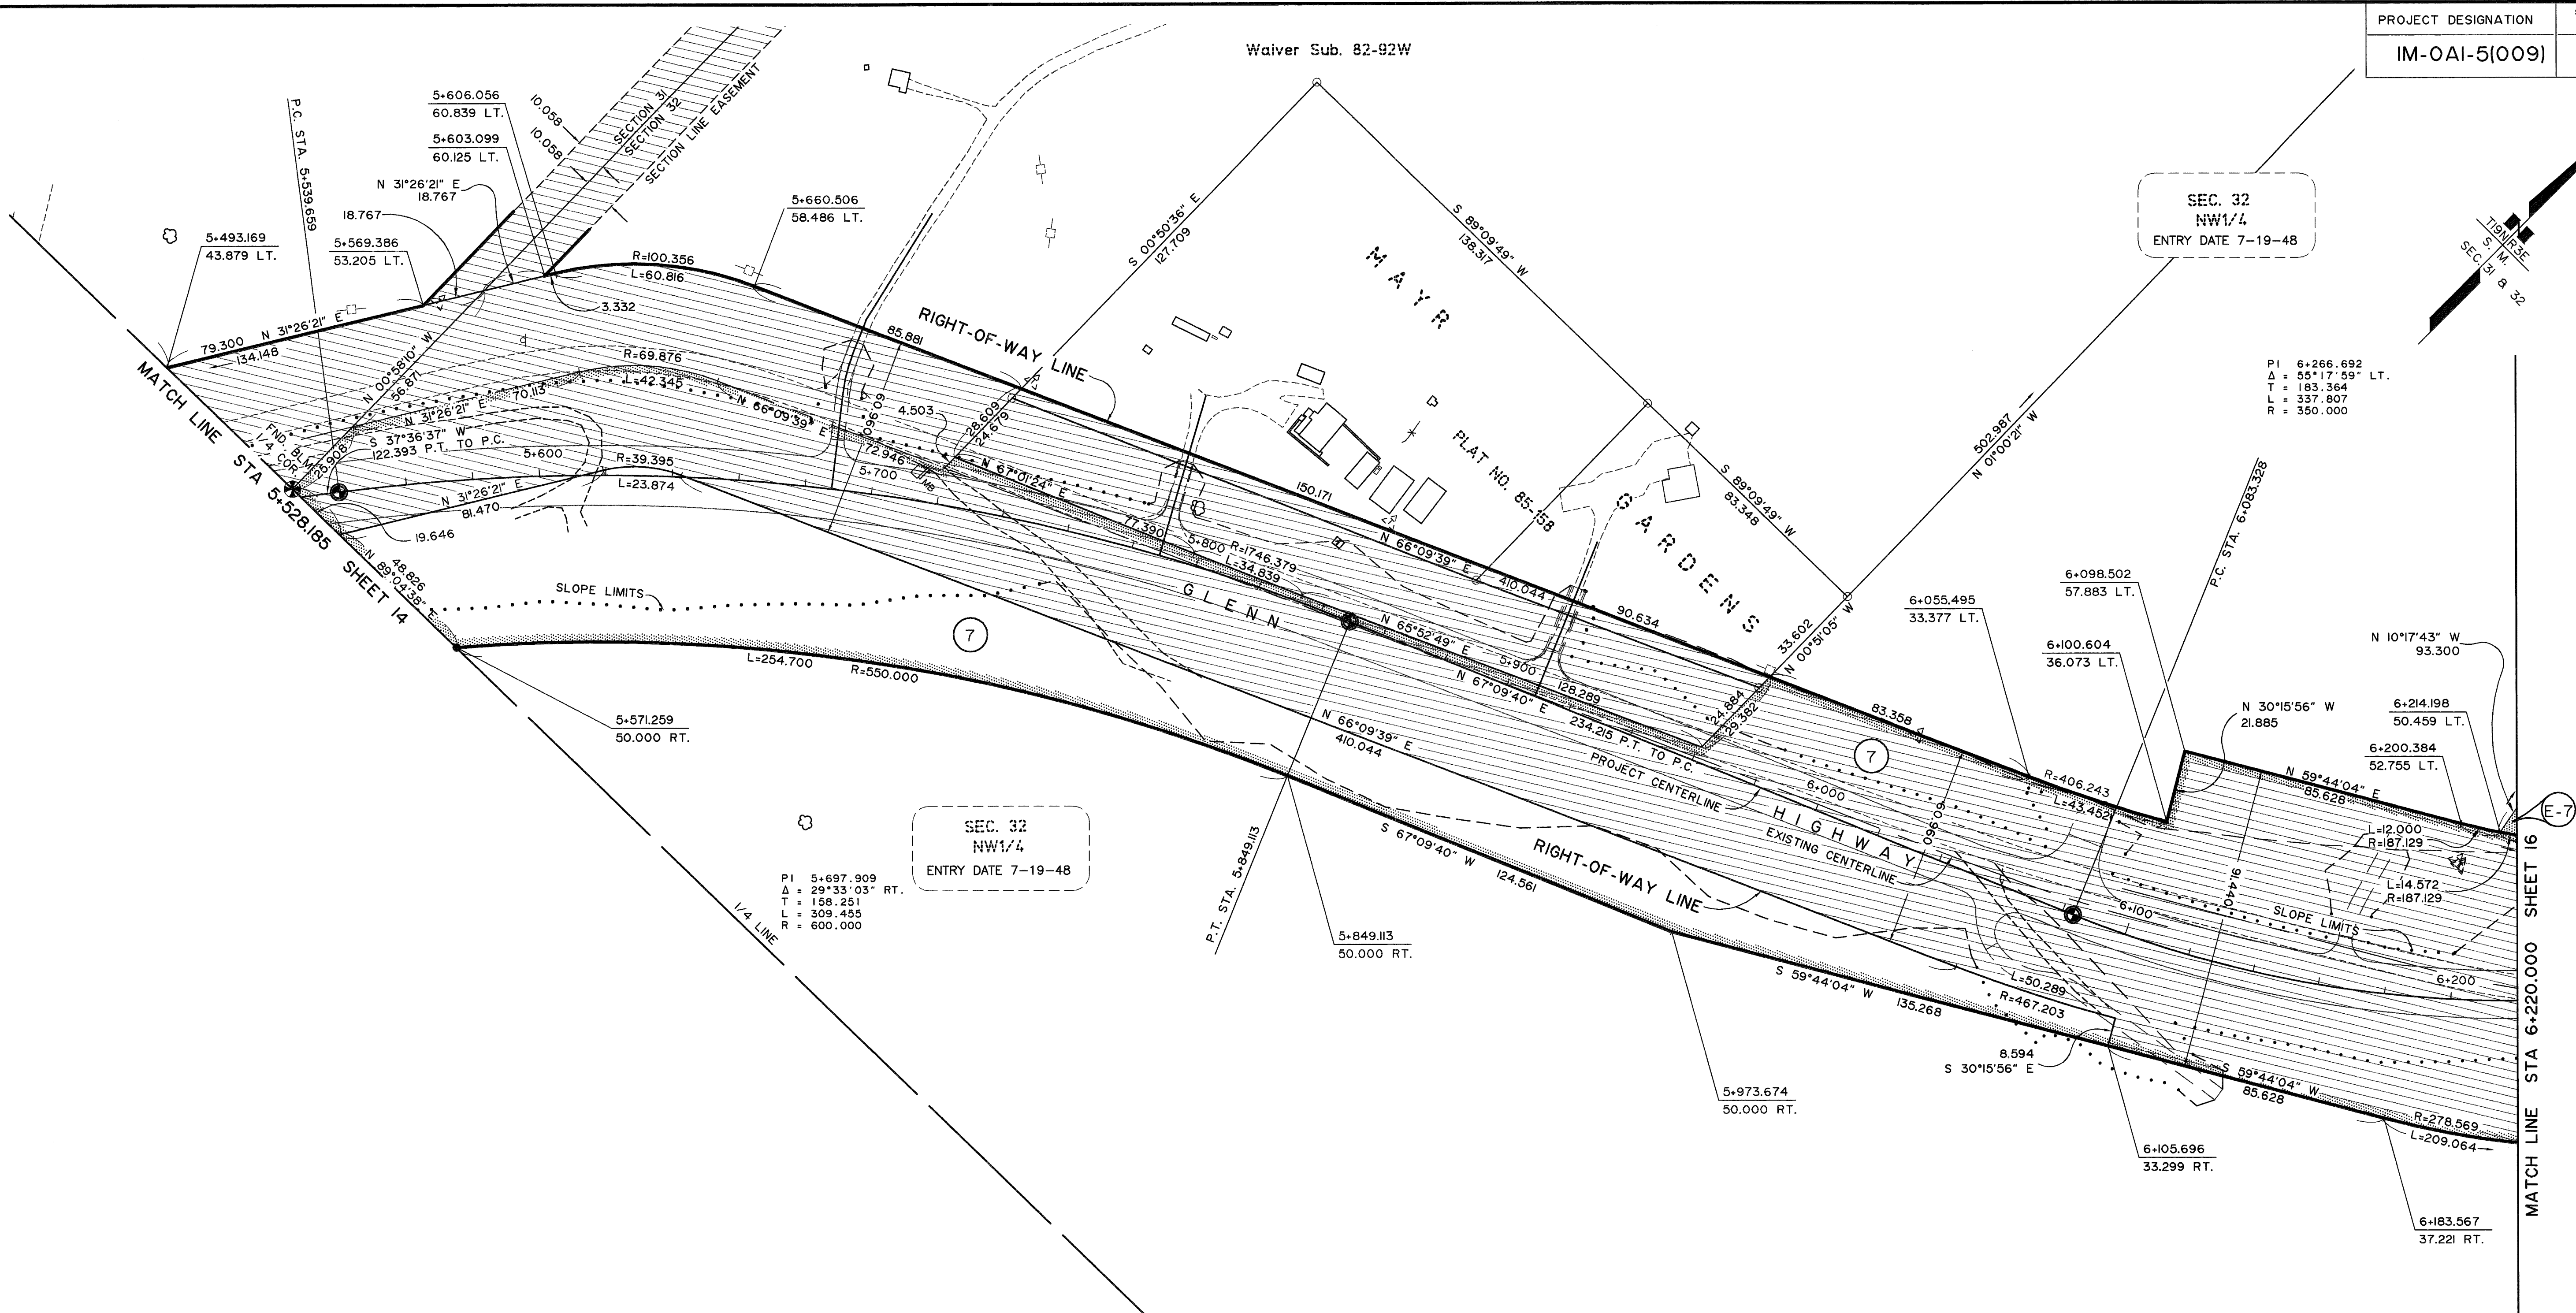 PROJECT DESIGNATION
IM-0A1-5(009)
Waiver Sub. 82-92W
P.C. STA. 5+539.659
5+606.056
60.839 LT.
5+603.099
60.125 LT.
10.058
10.058
SECTION 31
SECTION 32
SECTION LINE EASEMENT
N 31°26'21" E
18.767
18.767
5+493.169
43.879 LT.
5+569.386
53.205 LT.
5+660.506
58.486 LT.
R=100.356
L=60.816
3.332
79.300 N 31°26'21" E
134.148
N 00°58'10" W
56.871
R=69.876
L=42.345
N 31°26'21" E 70.113
S 37°36'37" W
122.393 P.T. TO P.C.
FND. BLM
1/4 COR.
25.908
5+600
R=39.395
L=23.874
N 31°26'21" E
81.470
19.646
MATCH LINE STA 5+528.185 SHEET 14
48.826
N 89°04'38" E
85.881
RIGHT-OF-WAY LINE
60.960
N 66°09'39" E
4.503
72.946
5+700
MB
28.609
24.679
N 67°01'24" E
77.390
5+800
R=1746.379
L=34.839
S 00°50'36" E
127.709
S 89°09'49" W
138.317
MAYR
GARDENS
PLAT NO. 85-158
S 89°09'49" W
83.348
150.171
N 66°09'39" E
410.044
90.634
33.602
N 00°51'05" W
502.987
N 01°00'21" W
SEC. 32
NW1/4
ENTRY DATE 7-19-48
T19N R3E
S. M.
SEC. 31 & 32
PI 6+266.692
Δ = 55°17'59" LT.
T = 183.364
L = 337.807
R = 350.000
P.C. STA. 6+083.328
6+098.502
57.883 LT.
6+055.495
33.377 LT.
6+100.604
36.073 LT.
N 10°17'43" W
93.300
N 30°15'56" W
21.885
6+214.198
50.459 LT.
6+200.384
52.755 LT.
N 59°44'04" E
85.628
E-7
L=12.000
R=187.129
L=14.572
R=187.129
83.358
R=406.243
L=43.452
7
60.960
91.440
24.884
29.382
SLOPE LIMITS
7
GLENN
HIGHWAY
N 65°52'49" E
5+900
128.289
N 67°09'40" E
234.215 P.T. TO P.C.
PROJECT CENTERLINE
6+000
EXISTING CENTERLINE
6+100
SLOPE LIMITS
6+200
L=254.700
R=550.000
5+571.259
50.000 RT.
N 66°09'39" E
410.044
SEC. 32
NW1/4
ENTRY DATE 7-19-48
PI 5+697.909
Δ = 29°33'03" RT.
T = 158.251
L = 309.455
R = 600.000
1/4 LINE
P.T. STA. 5+849.113
5+849.113
50.000 RT.
S 67°09'40" W
124.561
RIGHT-OF-WAY LINE
S 59°44'04" W
135.268
L=50.289
R=467.203
8.594
S 30°15'56" E
S 59°44'04" W
85.628
5+973.674
50.000 RT.
6+105.696
33.299 RT.
R=278.569
L=209.064
6+183.567
37.221 RT.
MATCH LINE STA 6+220.000 SHEET 16